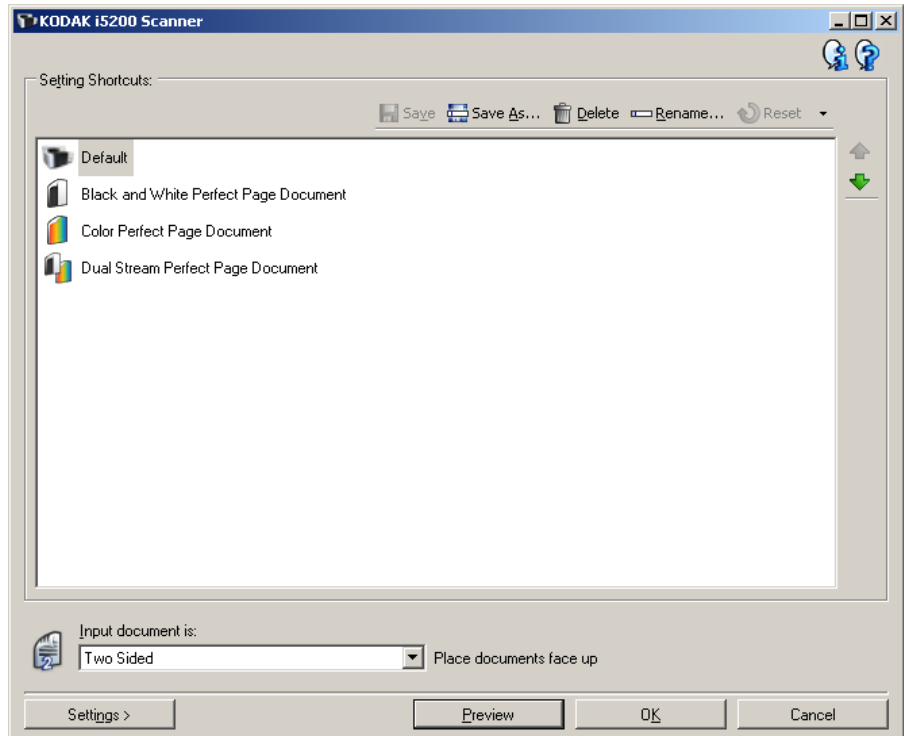 KODAK i5200 Scanner
Setting Shortcuts:
Save Save As... Delete Rename... Reset
Default
Black and White Perfect Page Document
Color Perfect Page Document
Dual Stream Perfect Page Document
Input document is:
2 Two Sided Place documents face up
Settings > Preview OK Cancel